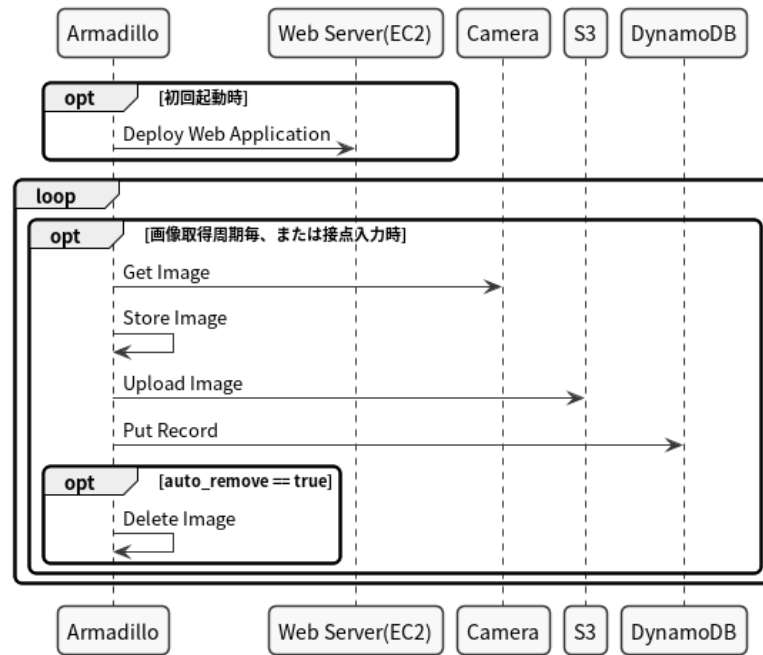 Armadillo Web Server(EC2) Camera S3 DynamoDB
opt [初回起動時]
Deploy Web Application
loop
opt [画像取得周期毎、または接点入力時]
Get Image
Store Image
Upload Image
Put Record
opt [auto_remove == true]
Delete Image
Armadillo Web Server(EC2) Camera S3 DynamoDB